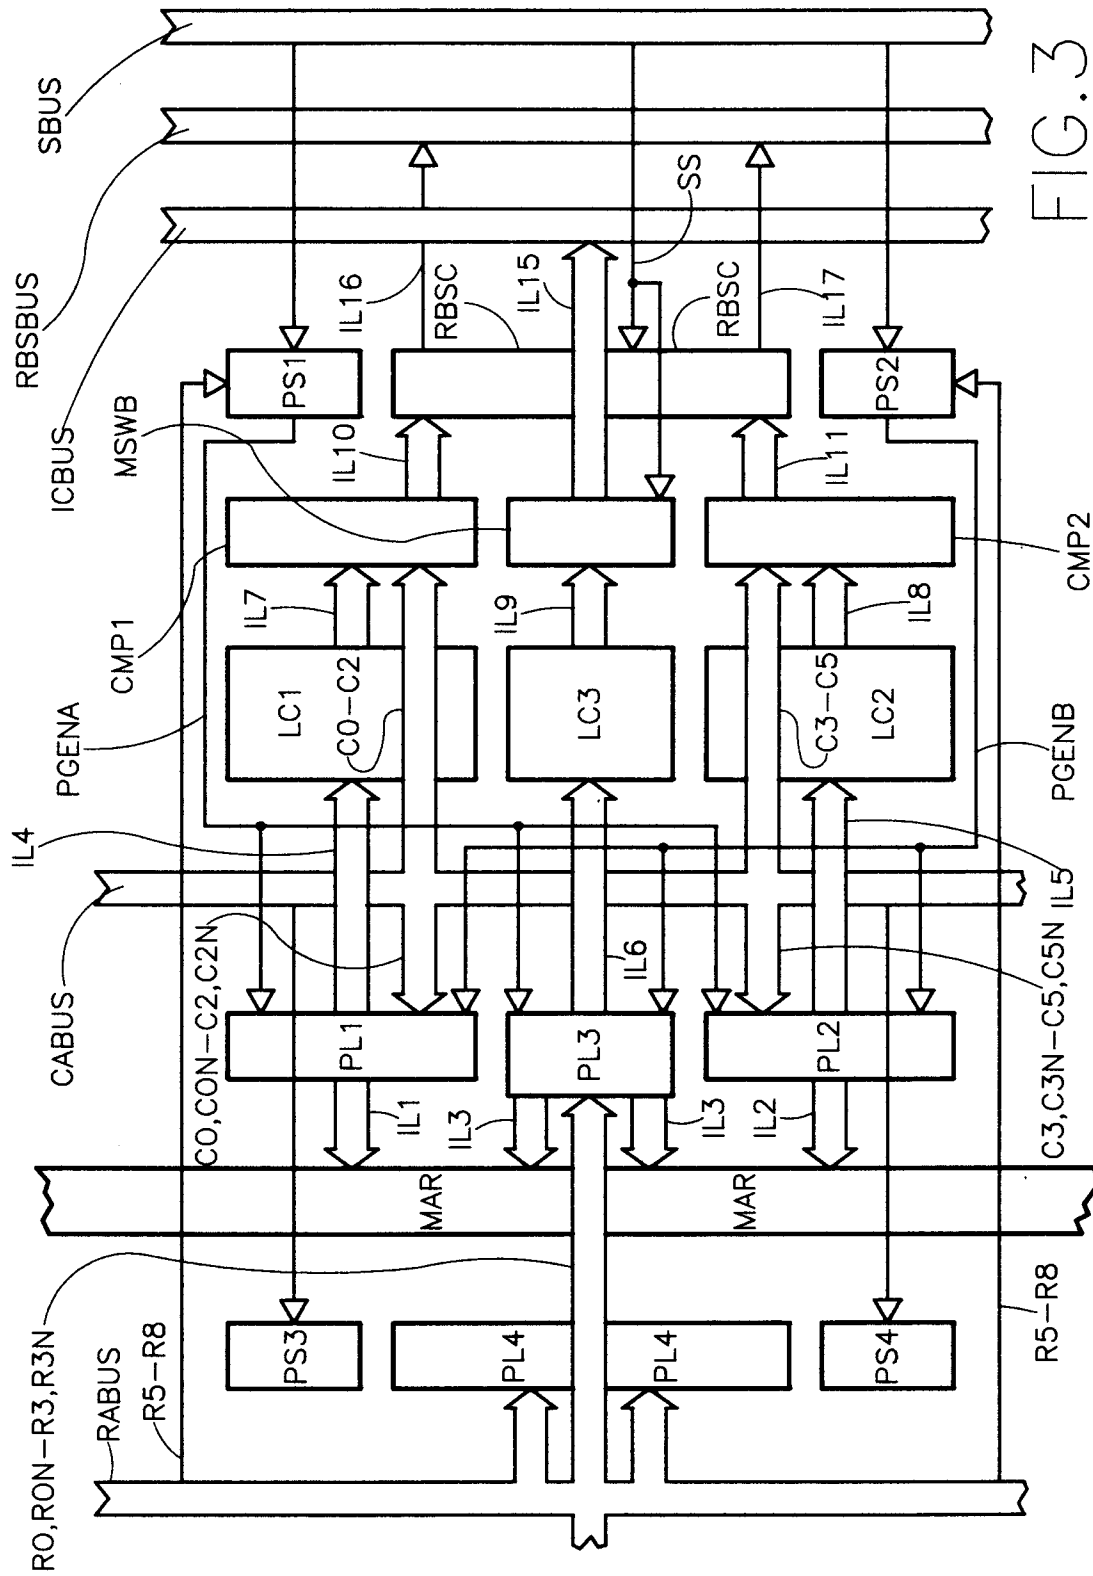 SBUS
RBSBUS
ICBUS
MSWB
CMP1
PGENA
IL4
CABUS
C0,C0N-C2,C2N
R0,R0N-R3,R3N
RABUS
R5-R8
PS1
IL16
RBSC
IL15
SS
RBSC
IL17
PS2
IL10
IL11
CMP2
IL7
IL9
IL8
LC1
C0-C2
LC3
C3-C5
LC2
PGENB
IL5
IL6
PL1
PL3
PL2
IL1
IL3
IL3
IL2
C3,C3N-C5,C5N
MAR
MAR
PS3
PL4
PL4
PS4
R5-R8
FIG.3